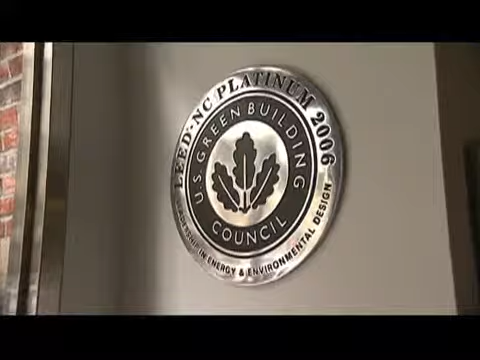 LEED-NC PLATINUM 2006
U.S. GREEN BUILDING
COUNCIL
LEADERSHIP IN ENERGY & ENVIRONMENTAL DESIGN